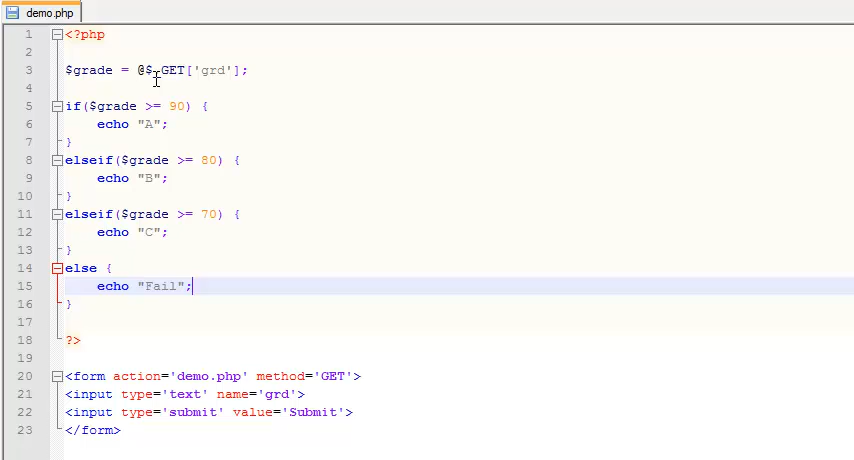 demo.php
1 <?php
2
3 $grade = @$_GET['grd'];
4
5 if($grade >= 90) {
6 echo "A";
7 }
8 elseif($grade >= 80) {
9 echo "B";
10 }
11 elseif($grade >= 70) {
12 echo "C";
13 }
14 else {
15 echo "Fail";
16 }
17
18 ?>
19
20 <form action='demo.php' method='GET'>
21 <input type='text' name='grd'>
22 <input type='submit' value='Submit'>
23 </form>